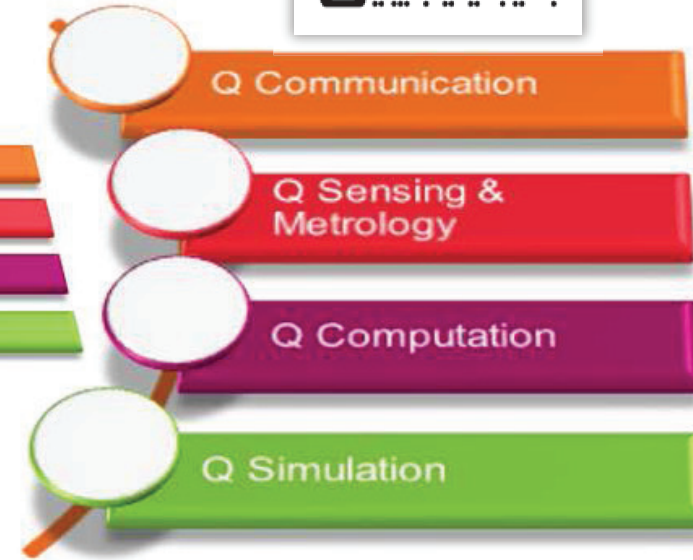 Q Communication
Q Sensing &
Metrology
Q Computation
Q Simulation